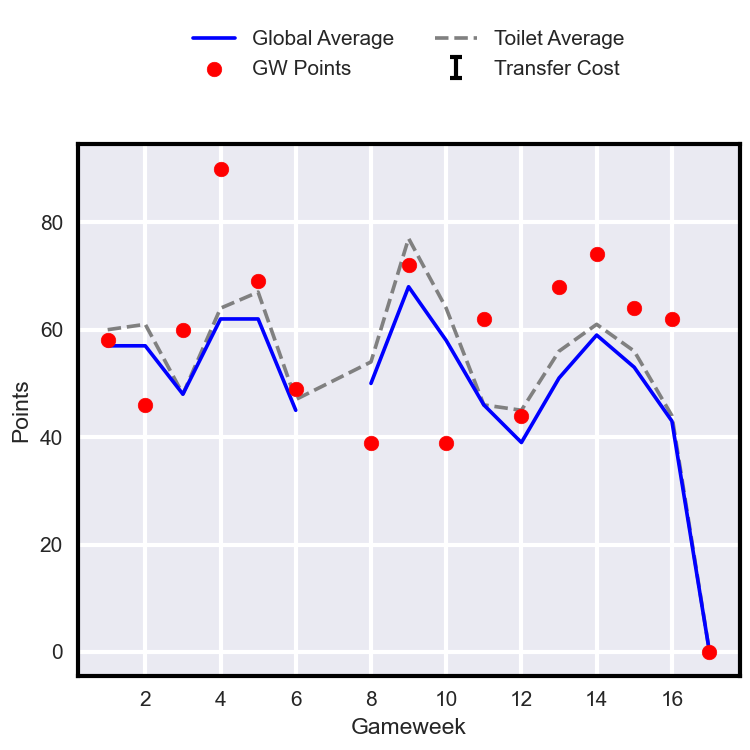 Global Average
Toilet Average
GW Points
Transfer Cost
80
60
40
20
0
Points
2 4 6 8 10 12 14 16
Gameweek